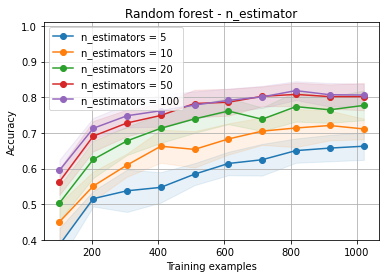 Random forest - n_estimator
1.0
0.9
0.8
0.7
0.6
0.5
0.4
Accuracy
n_estimators = 5
n_estimators = 10
n_estimators = 20
n_estimators = 50
n_estimators = 100
200 400 600 800 1000
Training examples